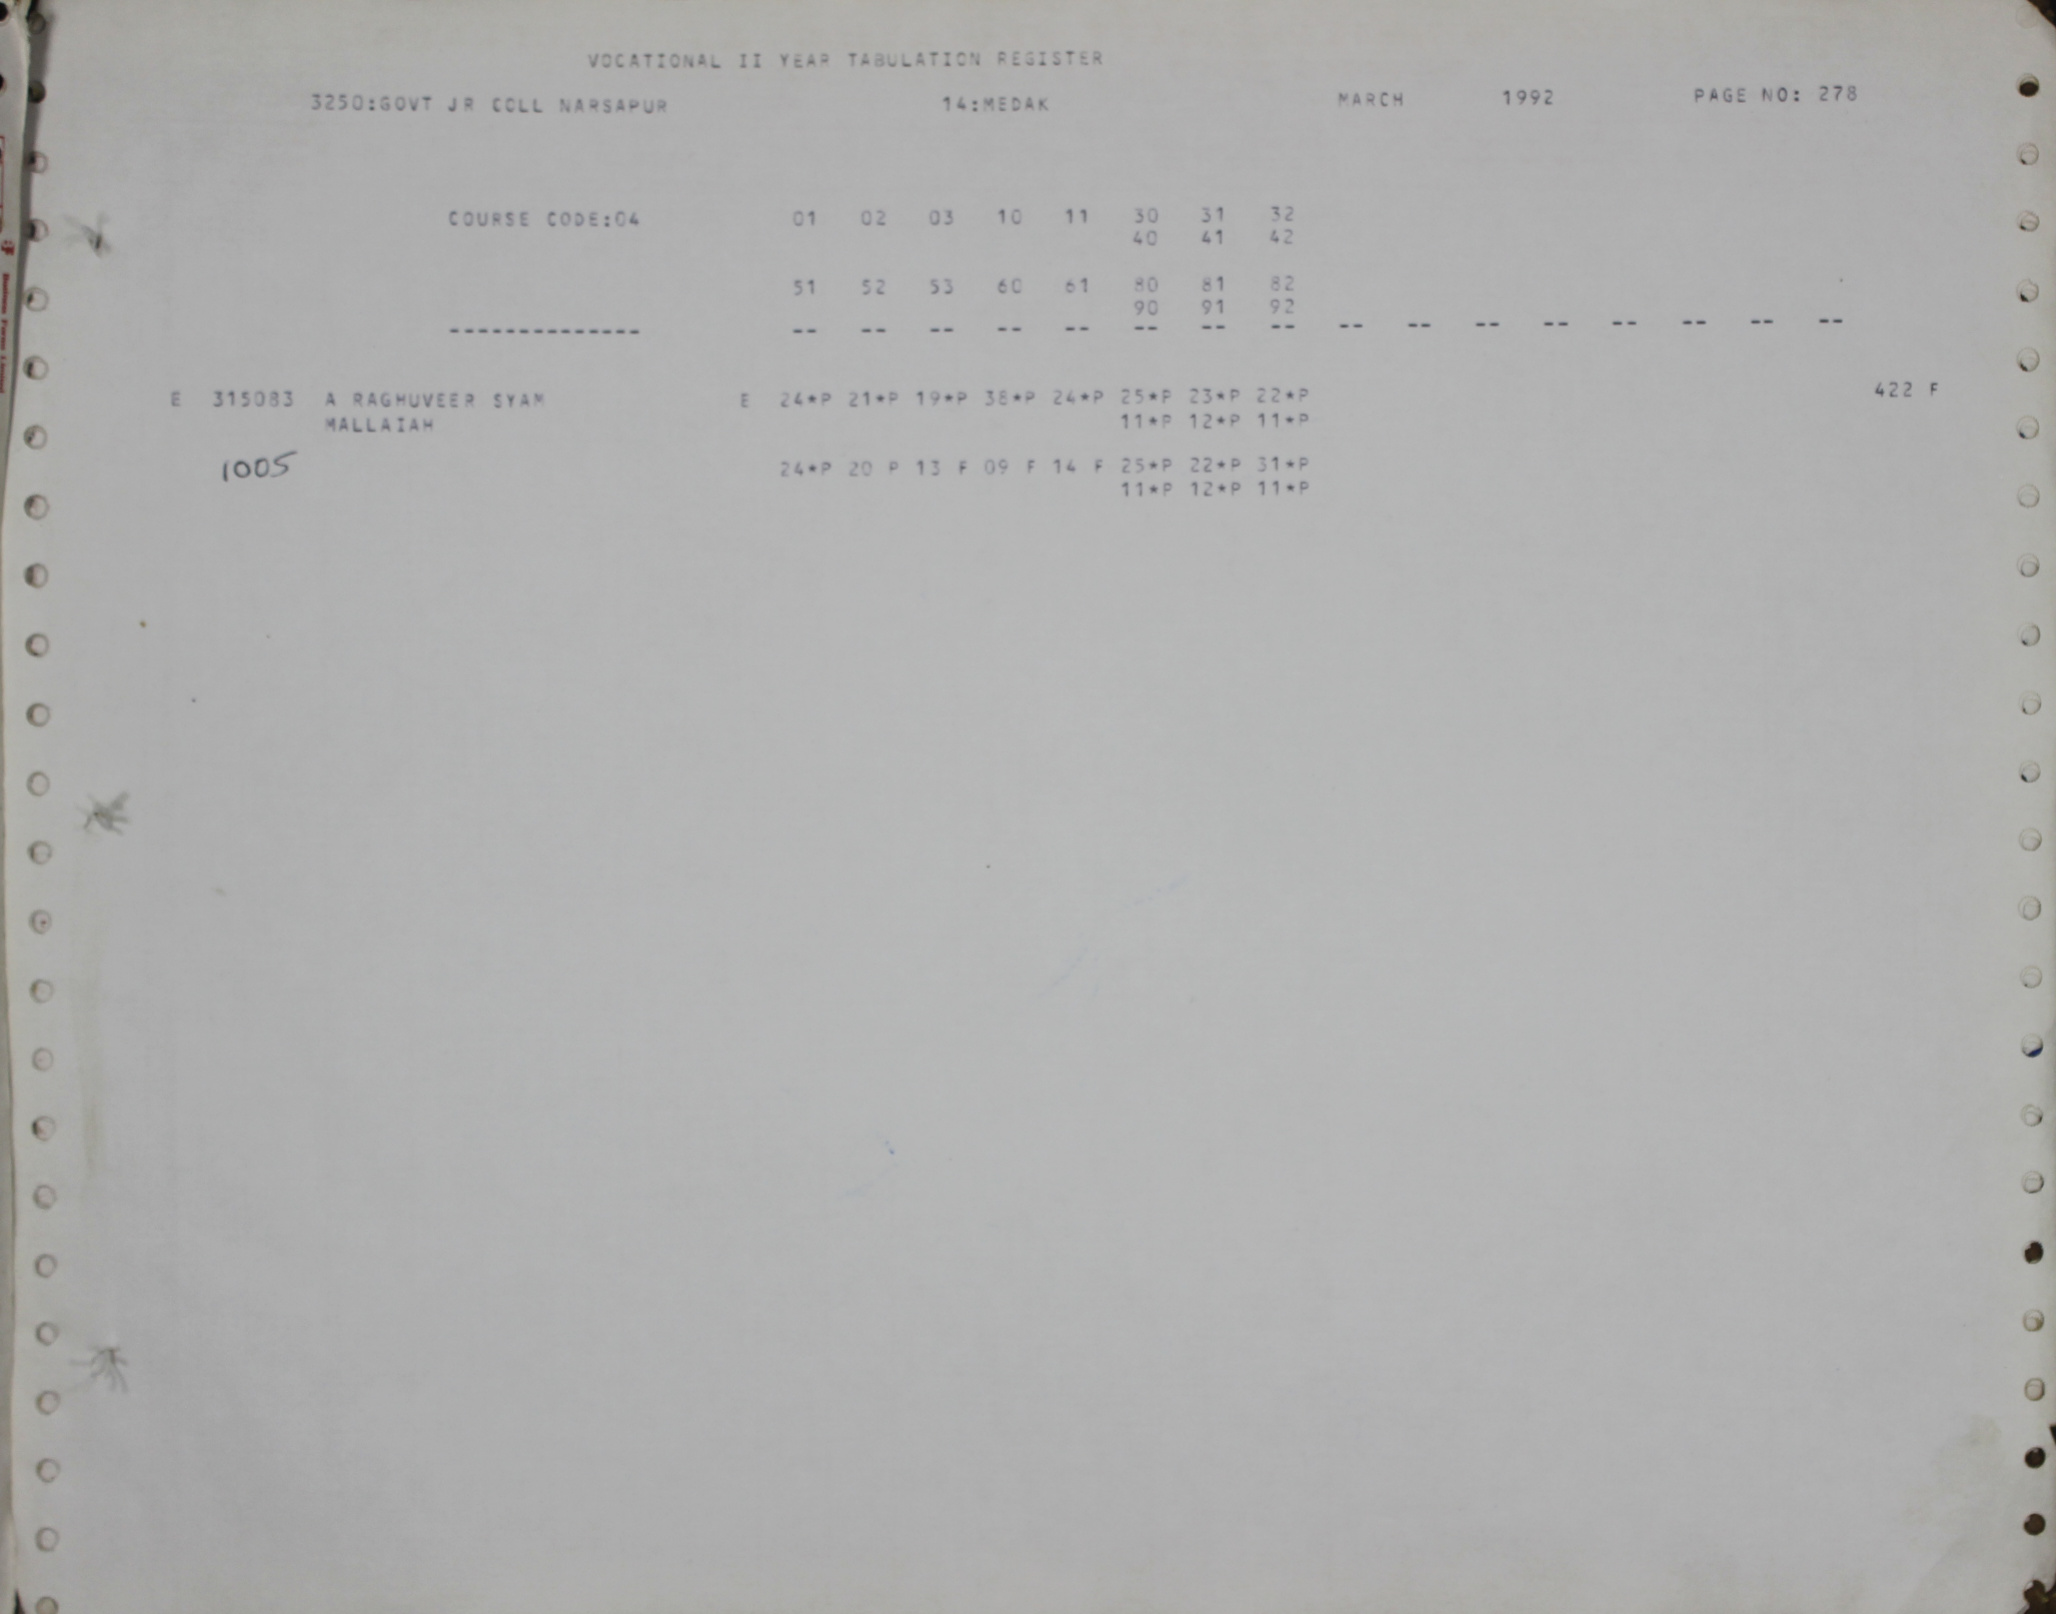 VOCATIONAL II YEAR TABULATION REGISTER
3250:GOVT JR COLL NARSAPUR 14:MEDAK MARCH 1992 PAGE NO: 278
COURSE CODE:04 01 02 03 10 11 30 31 32
40 41 42
51 52 53 60 61 80 81 82
90 91 92
-------------- -- -- -- -- -- -- -- -- -- -- -- -- -- -- -- --
E 315083 A RAGHUVEER SYAM E 24*P 21*P 19*P 38*P 24*P 25*P 23*P 22*P 422 F
MALLAIAH 11*P 12*P 11*P
1005 24*P 20 P 13 F 09 F 14 F 25*P 22*P 31*P
11*P 12*P 11*P